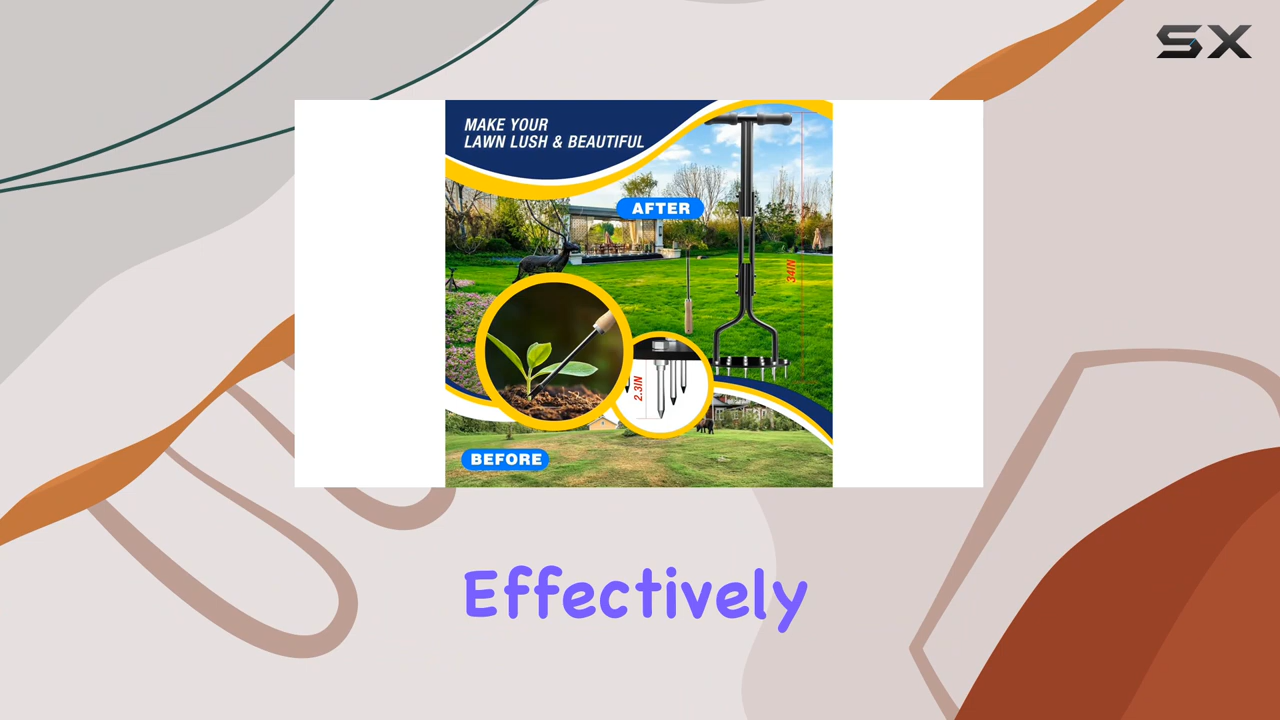 SX
MAKE YOUR
LAWN LUSH & BEAUTIFUL
AFTER
34IN
2.3IN
BEFORE
Effectively